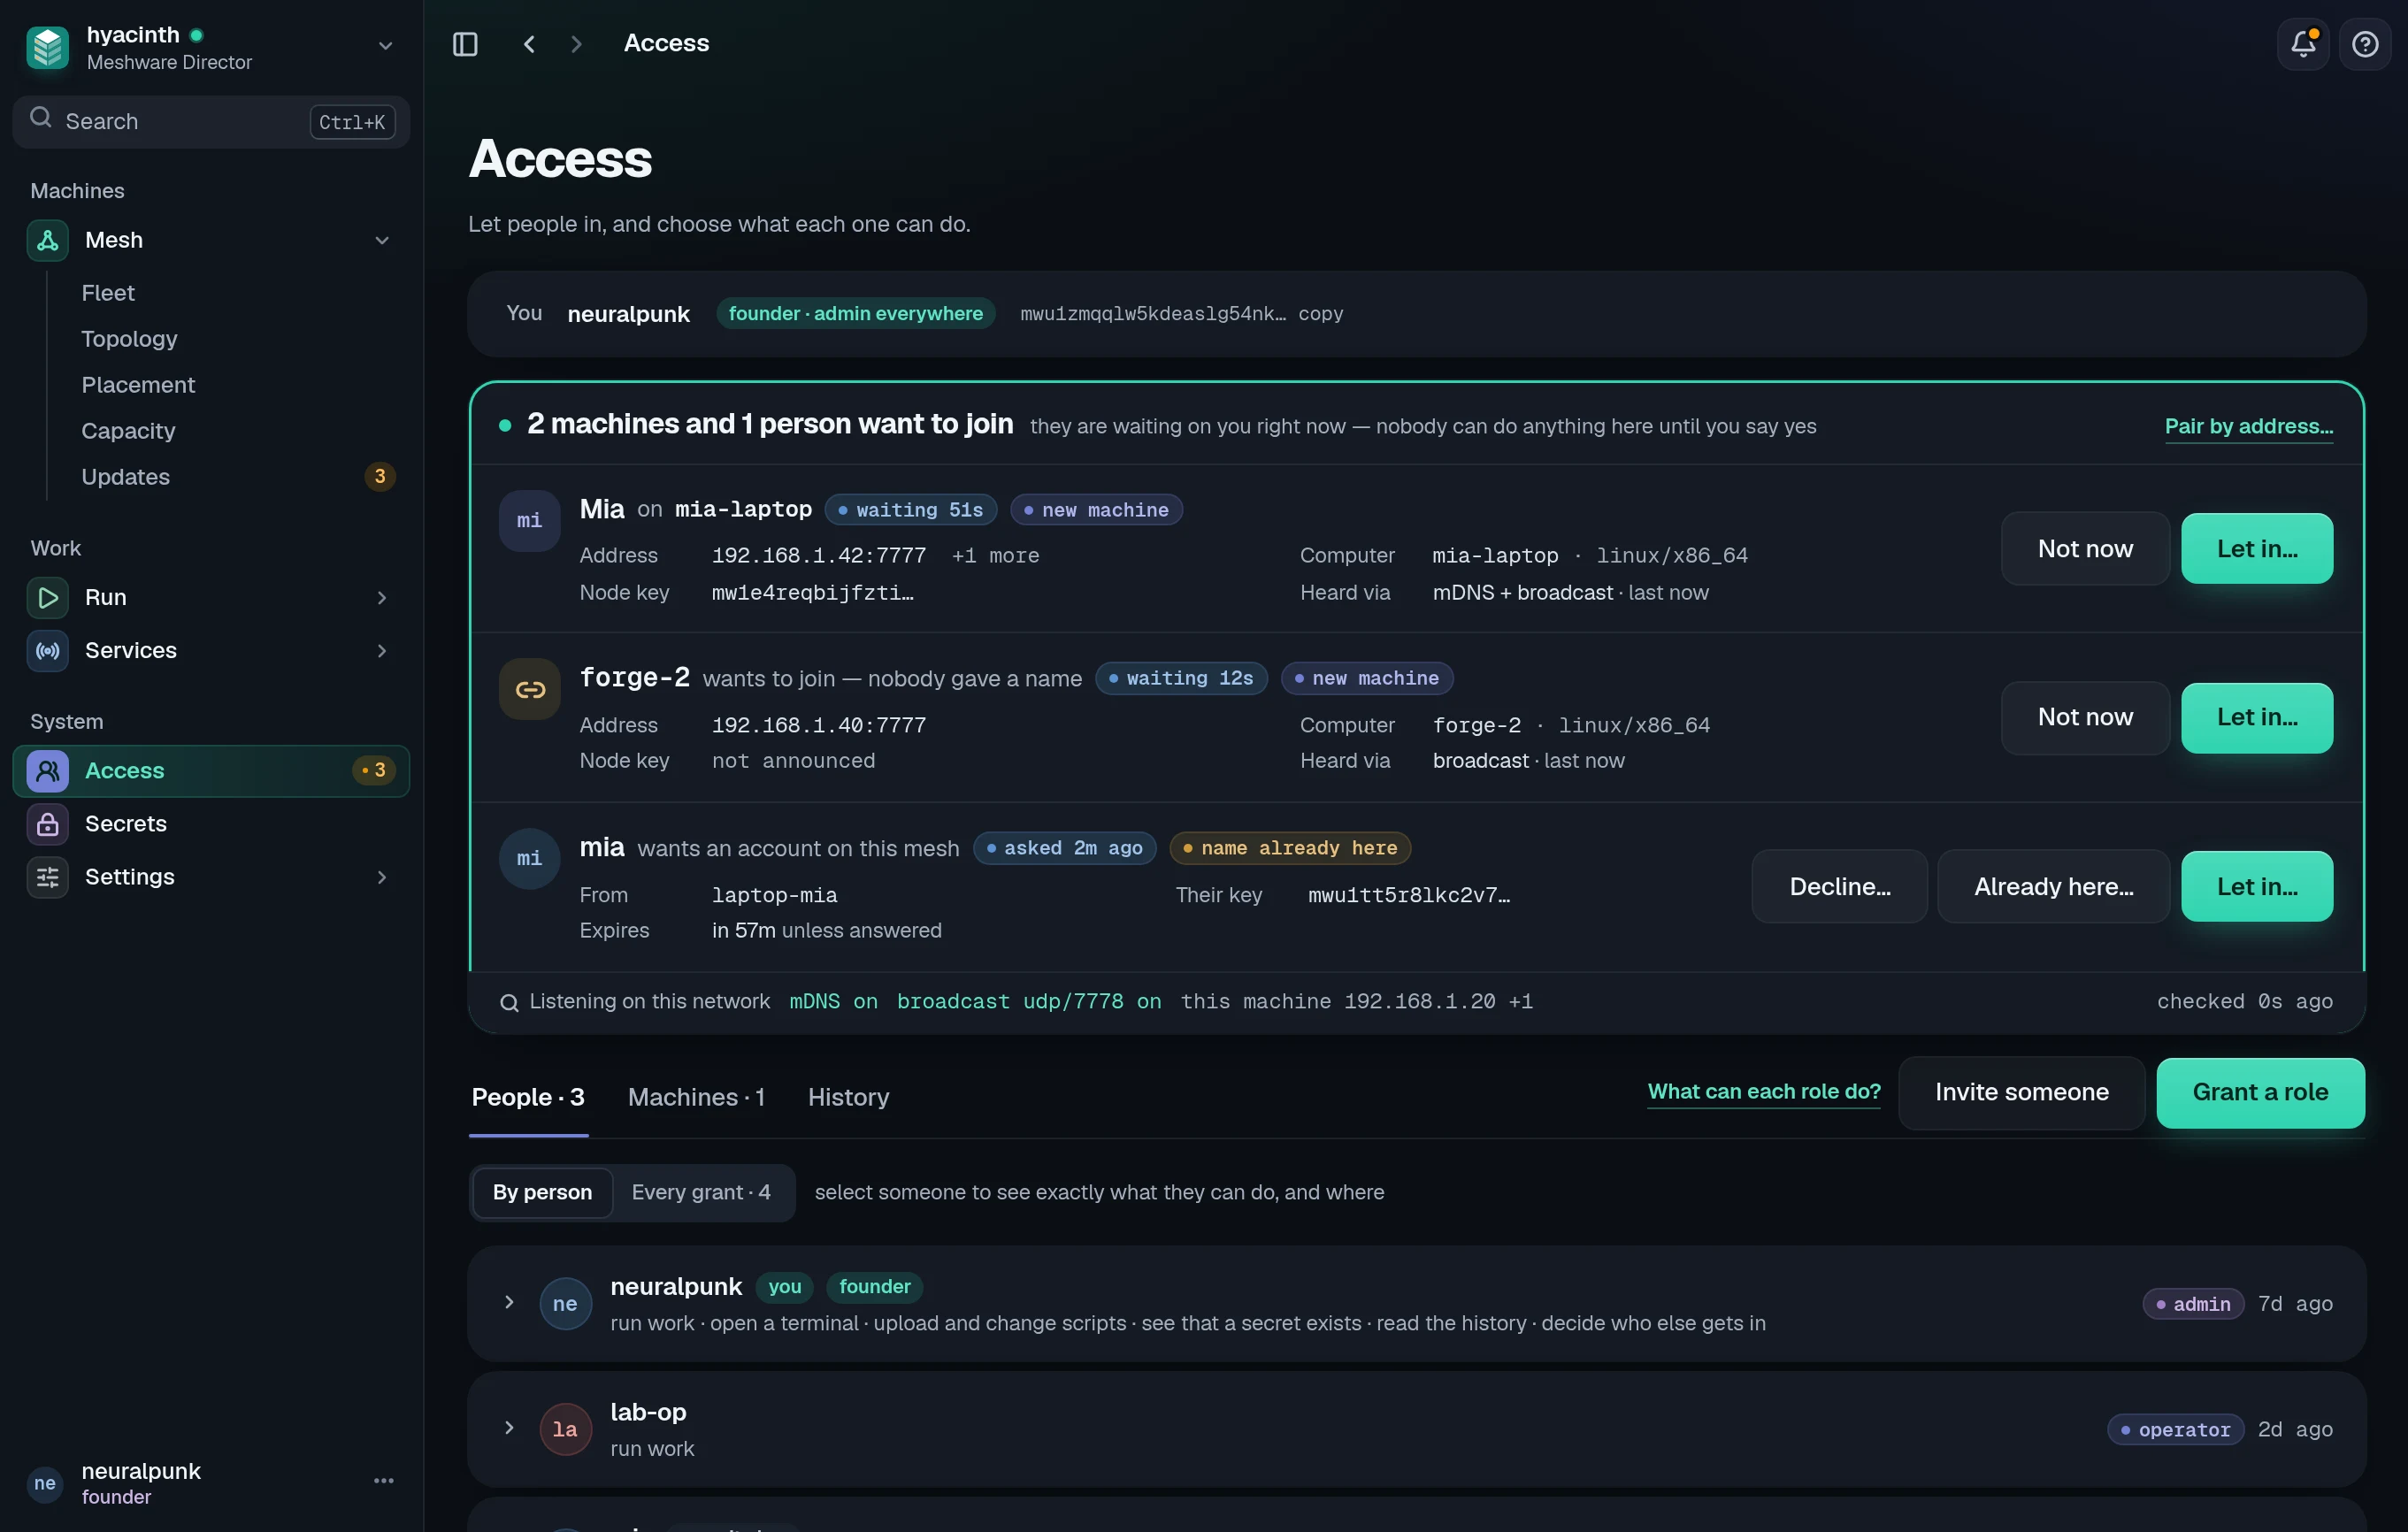 hyacinth
Meshware Director
Search Ctrl+K
Machines
Mesh
Fleet
Topology
Placement
Capacity
Updates 3
Work
Run
Services
System
Access 3
Secrets
Settings
ne neuralpunk
founder
Access
Access
Let people in, and choose what each one can do.
You neuralpunk founder · admin everywhere mwu1zmqqlw5kdeaslg54nk… copy
2 machines and 1 person want to join they are waiting on you right now — nobody can do anything here until you say yes Pair by address…
mi Mia on mia-laptop waiting 51s new machine
Address 192.168.1.42:7777 +1 more Computer mia-laptop · linux/x86_64
Node key mw1e4reqbijfzti… Heard via mDNS + broadcast · last now
Not now Let in…
forge-2 wants to join — nobody gave a name waiting 12s new machine
Address 192.168.1.40:7777 Computer forge-2 · linux/x86_64
Node key not announced Heard via broadcast · last now
Not now Let in…
mi mia wants an account on this mesh asked 2m ago name already here
From laptop-mia Their key mwu1tt5r8lkc2v7…
Expires in 57m unless answered
Decline… Already here… Let in…
Listening on this network mDNS on broadcast udp/7778 on this machine 192.168.1.20 +1 checked 0s ago
People · 3 Machines · 1 History What can each role do? Invite someone Grant a role
By person Every grant · 4 select someone to see exactly what they can do, and where
ne neuralpunk you founder
run work · open a terminal · upload and change scripts · see that a secret exists · read the history · decide who else gets in
admin 7d ago
la lab-op
run work
operator 2d ago